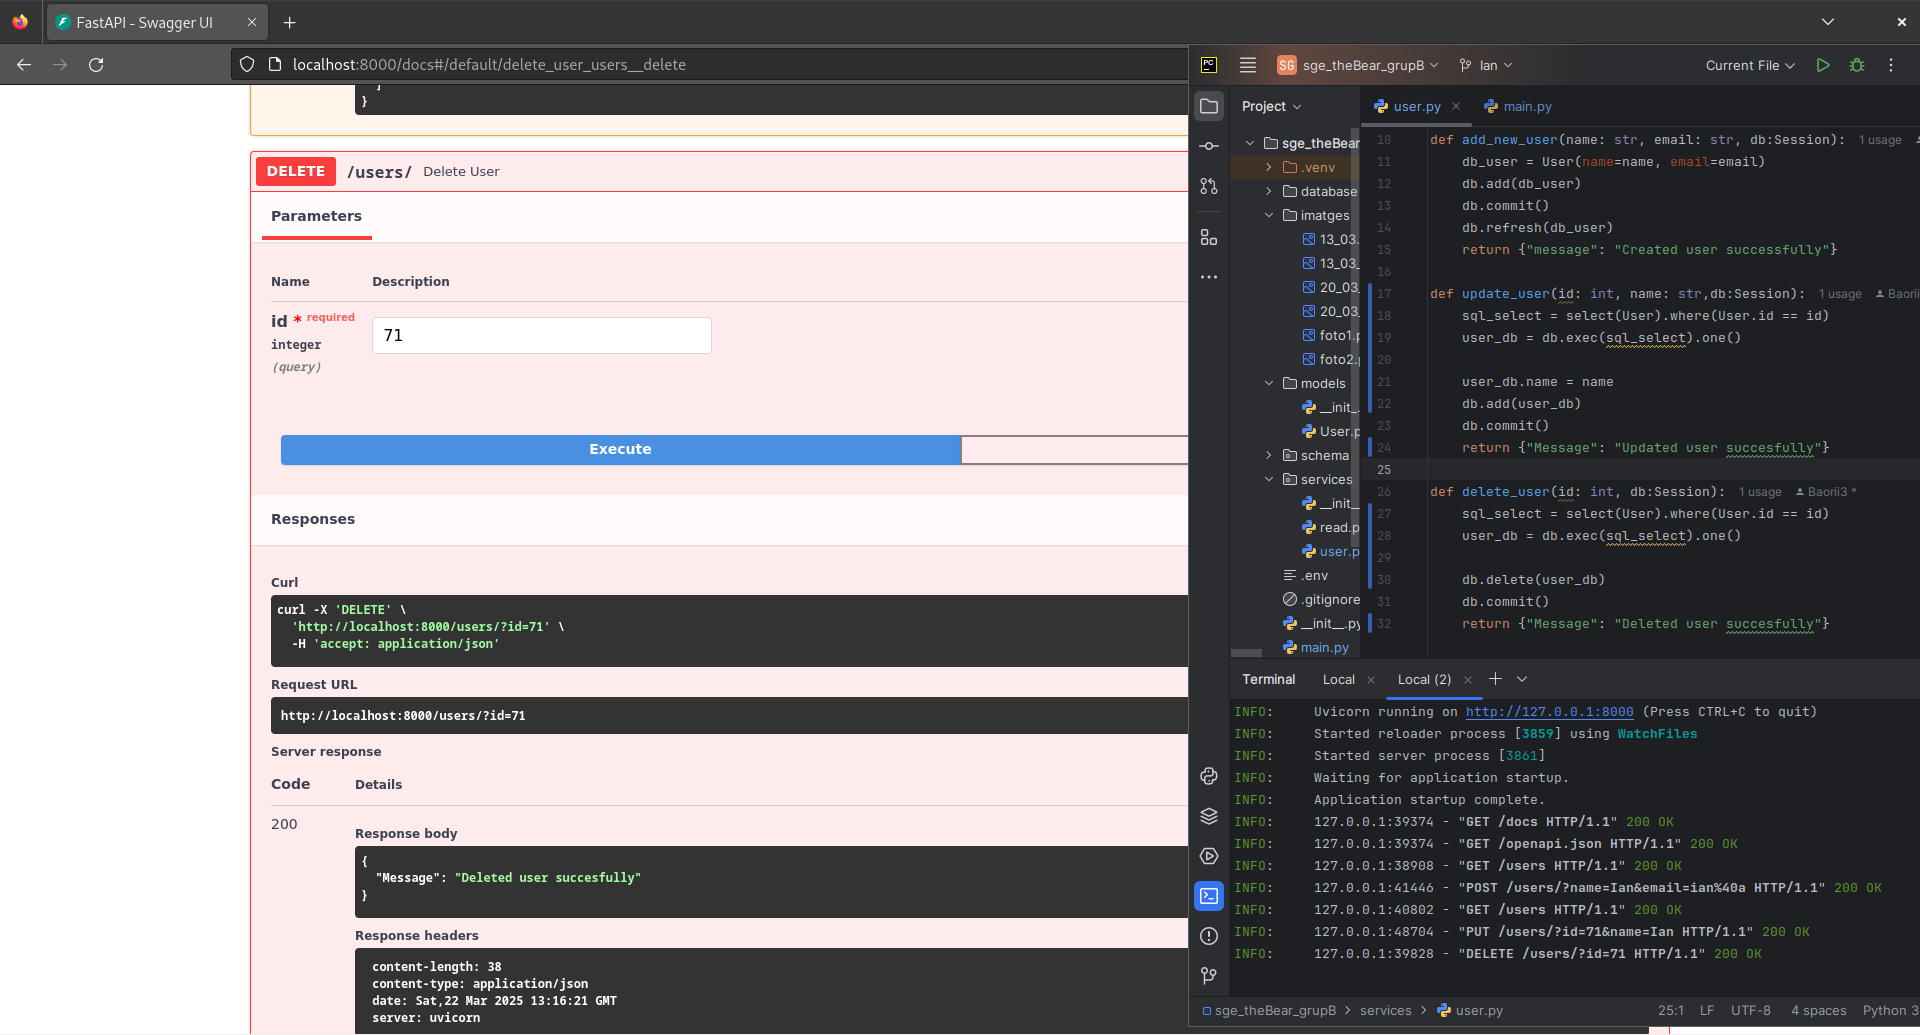 FastAPI - Swagger UI
localhost:8000/docs#/default/delete_user_users__delete
]
}
DELETE /users/ Delete User
Parameters
Name Description
id * required
integer
(query)
71
Execute
Responses
Curl
curl -X 'DELETE' \
'http://localhost:8000/users/?id=71' \
-H 'accept: application/json'
Request URL
http://localhost:8000/users/?id=71
Server response
Code Details
200
Response body
{
"Message": "Deleted user succesfully"
}
Response headers
content-length: 38
content-type: application/json
date: Sat,22 Mar 2025 13:16:21 GMT
server: uvicorn
PC SG sge_theBear_grupB Ian Current File
Project
sge_theBear
.venv
database
imatges
13_03.
13_03_
20_03
20_03.
foto1.p
foto2.
models
__init_
User.p
schema
services
__init_
read.p
user.p
.env
.gitignore
__init__.py
main.py
user.py main.py
10 def add_new_user(name: str, email: str, db:Session): 1 usage
11 db_user = User(name=name, email=email)
12 db.add(db_user)
13 db.commit()
14 db.refresh(db_user)
15 return {"message": "Created user successfully"}
16
17 def update_user(id: int, name: str,db:Session): 1 usage Baorii
18 sql_select = select(User).where(User.id == id)
19 user_db = db.exec(sql_select).one()
20
21 user_db.name = name
22 db.add(user_db)
23 db.commit()
24 return {"Message": "Updated user succesfully"}
25
26 def delete_user(id: int, db:Session): 1 usage Baorii3 *
27 sql_select = select(User).where(User.id == id)
28 user_db = db.exec(sql_select).one()
29
30 db.delete(user_db)
31 db.commit()
32 return {"Message": "Deleted user succesfully"}
Terminal Local Local (2)
INFO: Uvicorn running on http://127.0.0.1:8000 (Press CTRL+C to quit)
INFO: Started reloader process [3859] using WatchFiles
INFO: Started server process [3861]
INFO: Waiting for application startup.
INFO: Application startup complete.
INFO: 127.0.0.1:39374 - "GET /docs HTTP/1.1" 200 OK
INFO: 127.0.0.1:39374 - "GET /openapi.json HTTP/1.1" 200 OK
INFO: 127.0.0.1:38908 - "GET /users HTTP/1.1" 200 OK
INFO: 127.0.0.1:41446 - "POST /users/?name=Ian&email=ian%40a HTTP/1.1" 200 OK
INFO: 127.0.0.1:40802 - "GET /users HTTP/1.1" 200 OK
INFO: 127.0.0.1:48704 - "PUT /users/?id=71&name=Ian HTTP/1.1" 200 OK
INFO: 127.0.0.1:39828 - "DELETE /users/?id=71 HTTP/1.1" 200 OK
sge_theBear_grupB > services > user.py 25:1 LF UTF-8 4 spaces Python 3